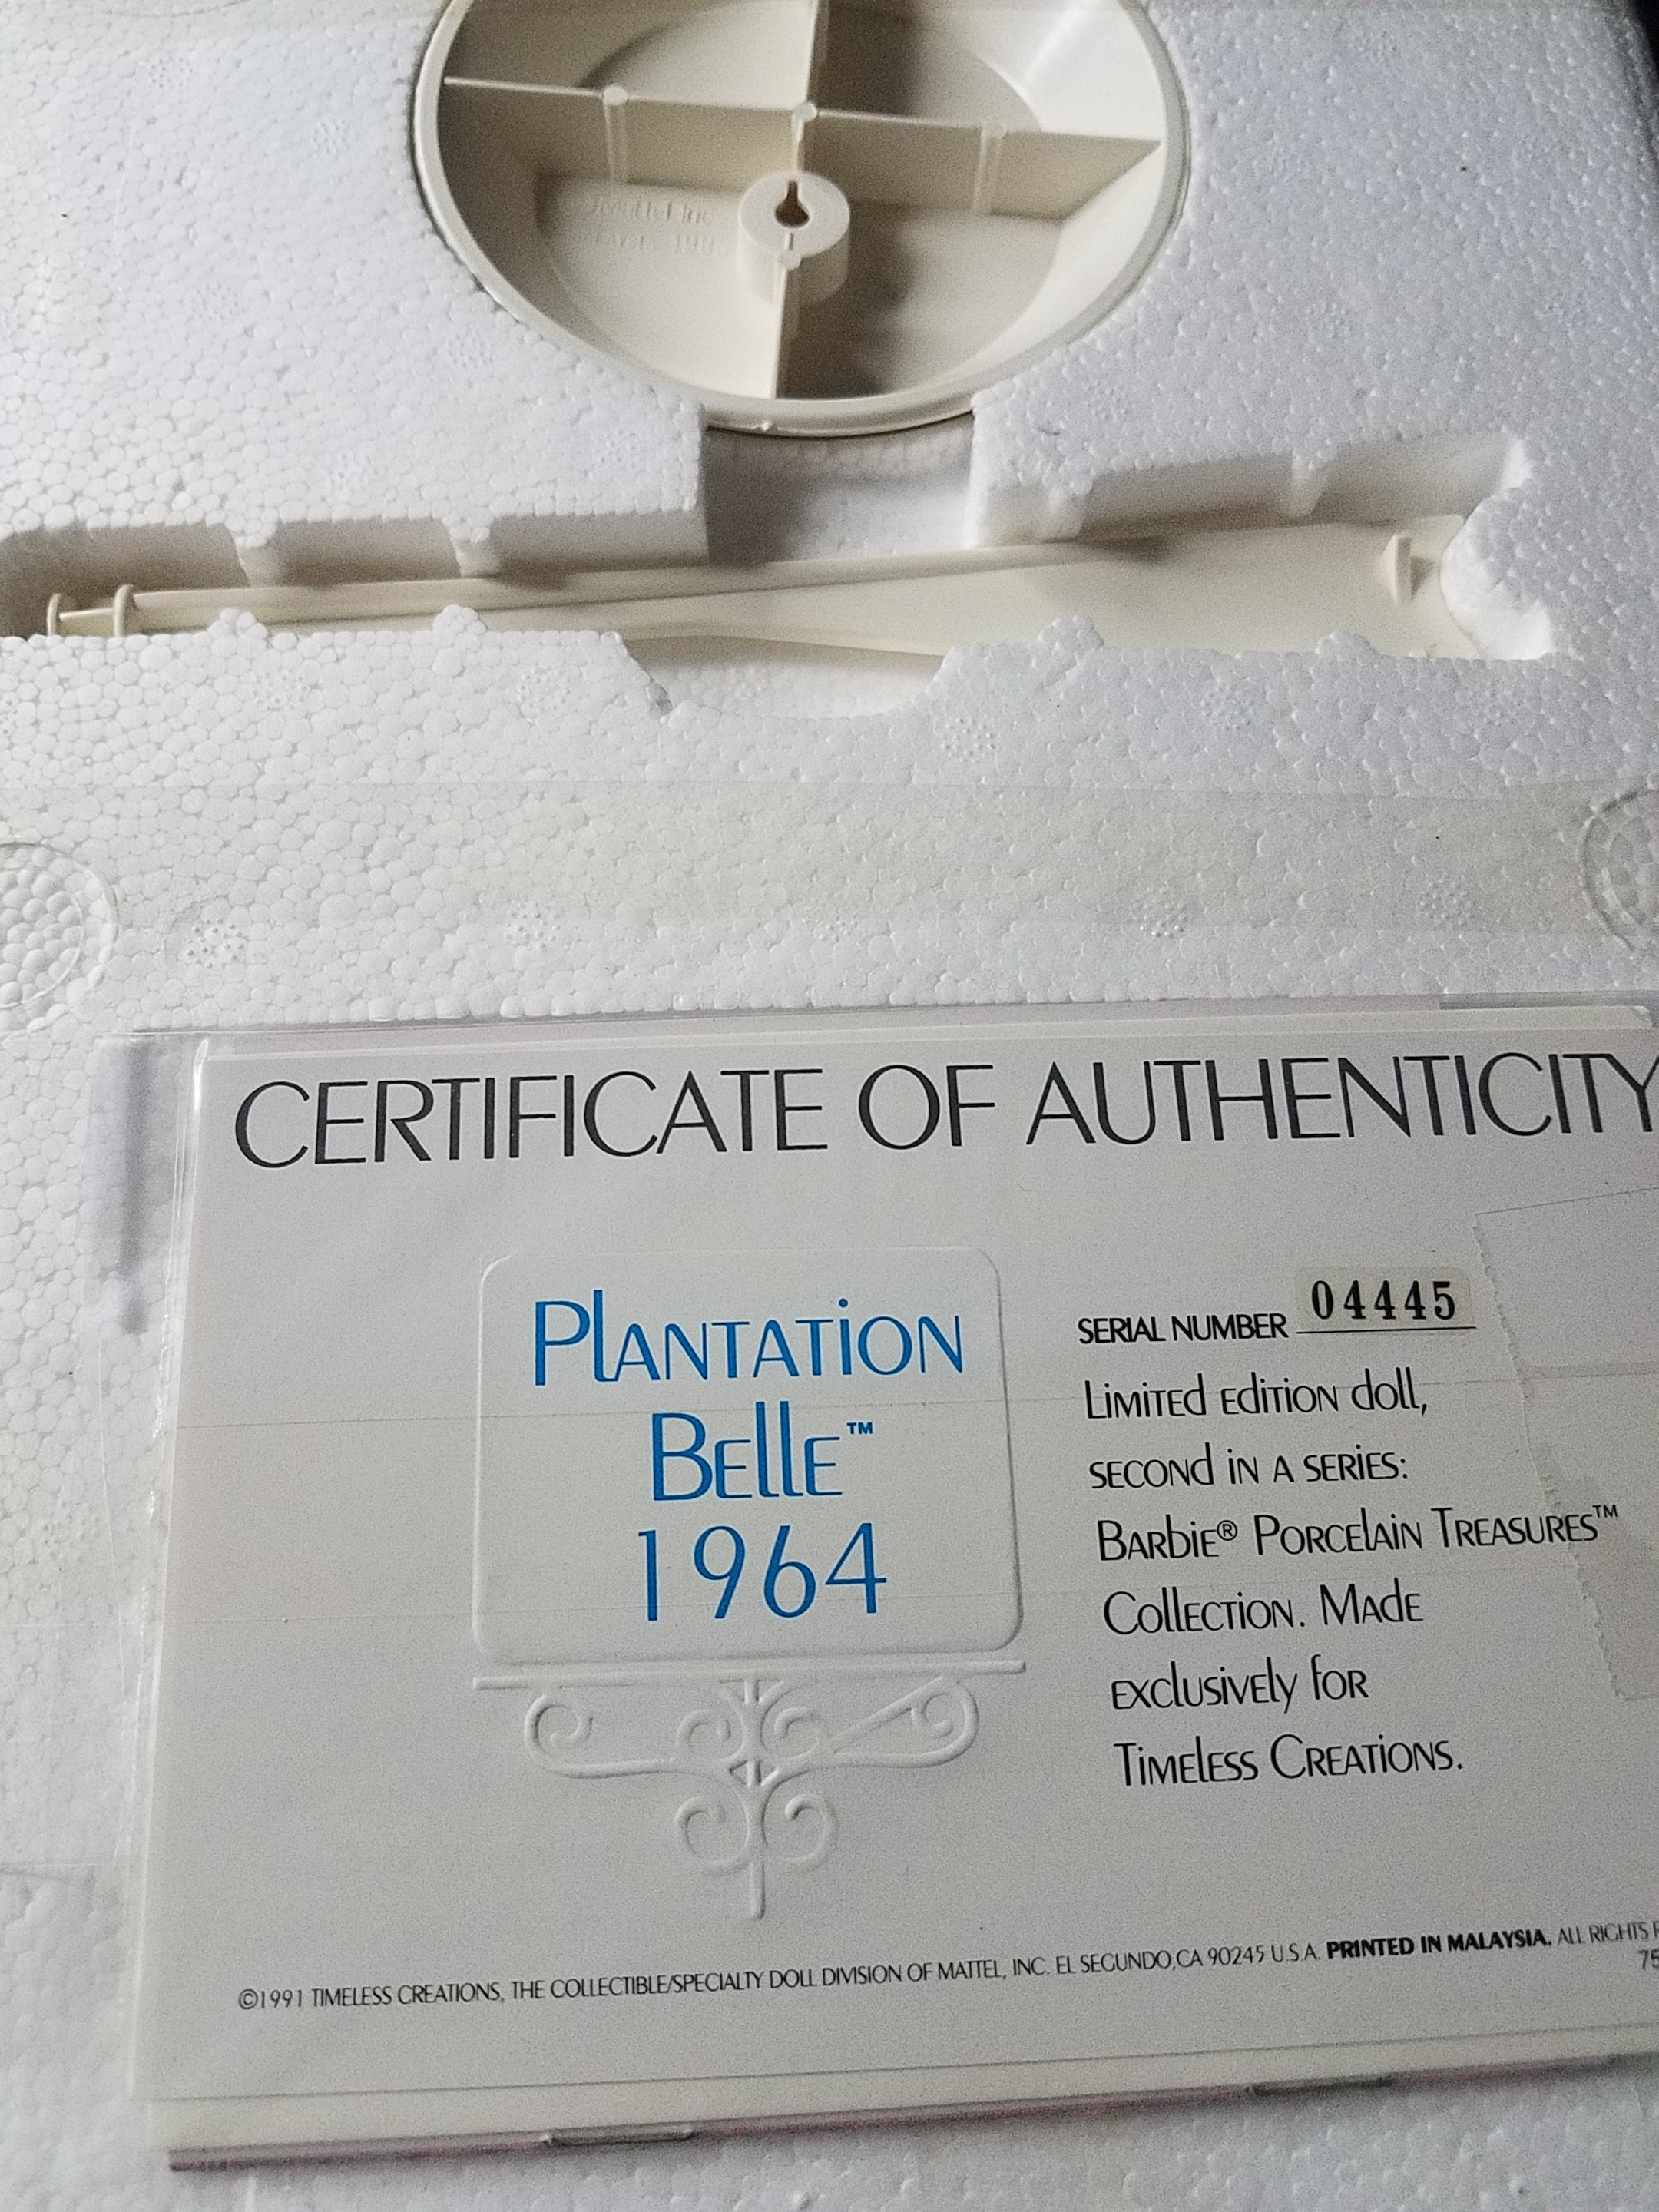 CERTIFICATE OF AUTHENTICITY
Plantation
Belle™
1964
SERIAL NUMBER 04445
Limited edition doll,
second in a series:
Barbie® Porcelain Treasures™
Collection. Made
exclusively for
Timeless Creations.
©1991 TIMELESS CREATIONS, THE COLLECTIBLE/SPECIALTY DOLL DIVISION OF MATTEL, INC. EL SEGUNDO, CA 90245 U.S.A. PRINTED IN MALAYSIA. ALL RIGHTS
75